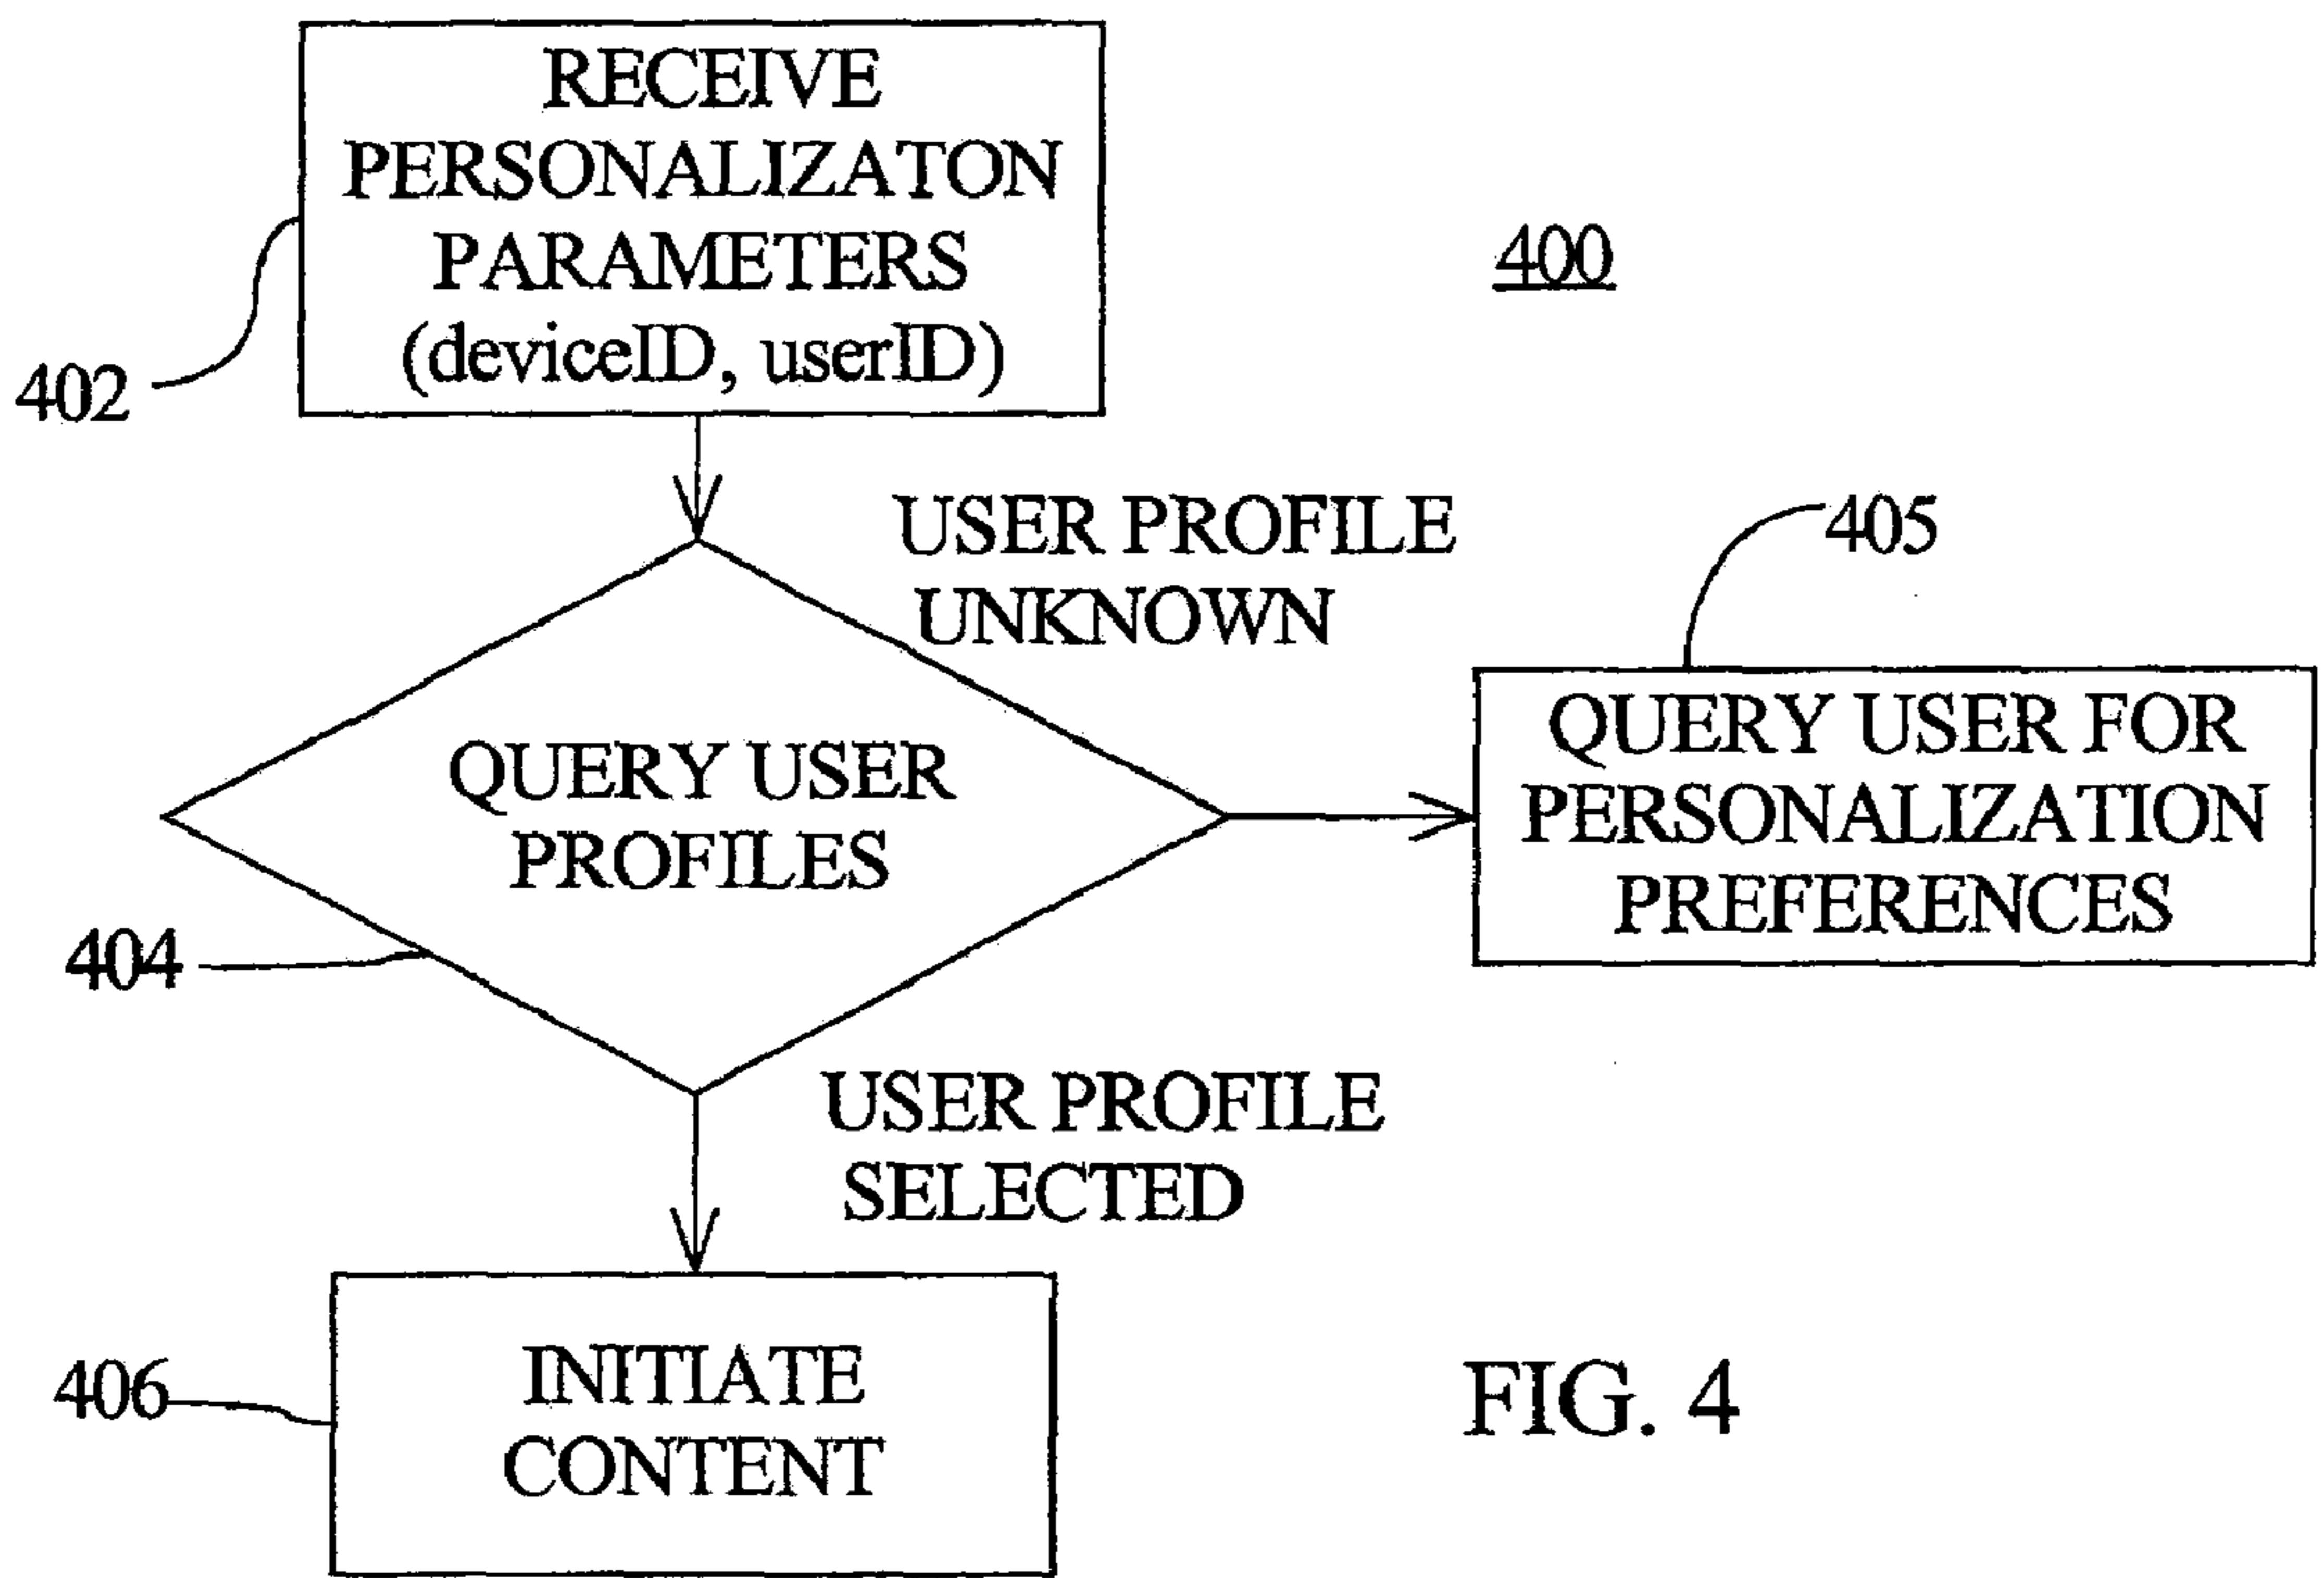 RECEIVE
PERSONALIZATON
PARAMETERS
(deviceID, userID)
400
402
USER PROFILE
UNKNOWN
405
QUERY USER
PROFILES
QUERY USER FOR
PERSONALIZATION
PREFERENCES
404
USER PROFILE
SELECTED
INITIATE
CONTENT
406
FIG. 4